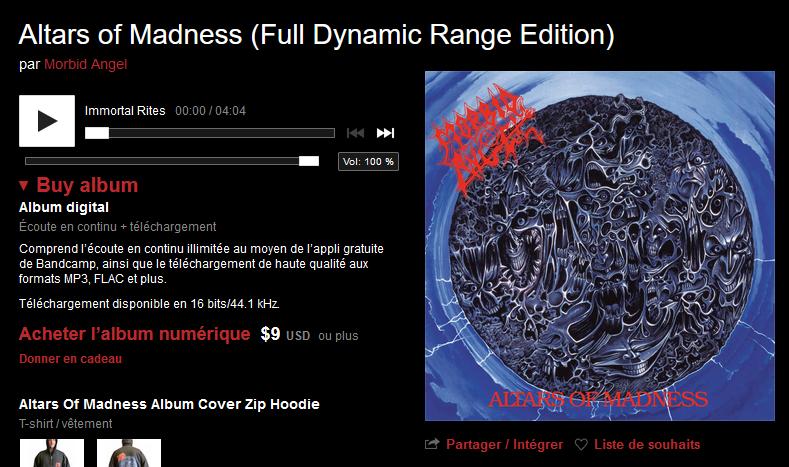 Altars of Madness (Full Dynamic Range Edition)
par Morbid Angel
Immortal Rites 00:00 / 04:04
Vol: 100 %
Buy album
Album digital
Écoute en continu + téléchargement
Comprend l’écoute en continu illimitée au moyen de l’appli gratuite
de Bandcamp, ainsi que le téléchargement de haute qualité aux
formats MP3, FLAC et plus.
Téléchargement disponible en 16 bits/44.1 kHz.
Acheter l’album numérique $9 USD ou plus
Donner en cadeau
Altars Of Madness Album Cover Zip Hoodie
T-shirt / vêtement
MORBID ANGEL
ALTARS OF MADNESS
Partager / Intégrer Liste de souhaits